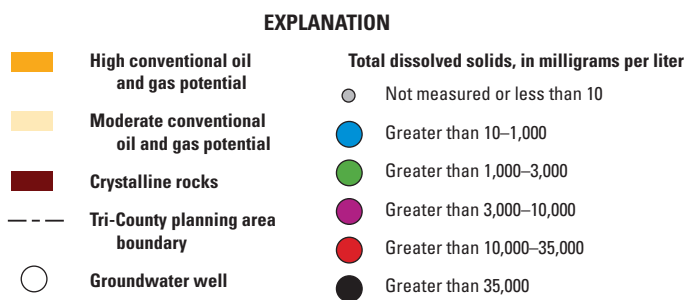 EXPLANATION
High conventional oil
and gas potential
Moderate conventional
oil and gas potential
Crystalline rocks
Tri-County planning area
boundary
Groundwater well
Total dissolved solids, in milligrams per liter
Not measured or less than 10
Greater than 10–1,000
Greater than 1,000–3,000
Greater than 3,000–10,000
Greater than 10,000–35,000
Greater than 35,000